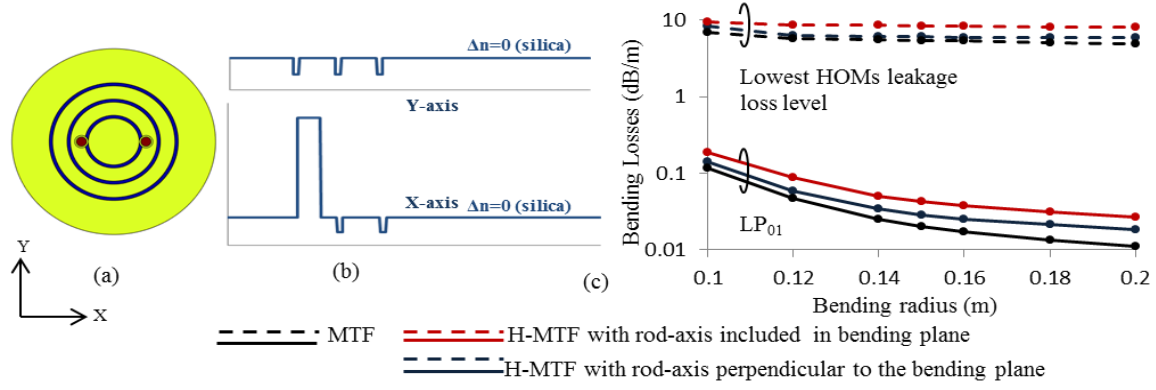 Δn=0 (silica)
Y-axis
X-axis
Δn=0 (silica)
Y
X
(a)
(b)
(c)
Bending Losses (dB/m)
10
1
0.1
0.01
Lowest HOMs leakage
loss level
LP01
0.1 0.12 0.14 0.16 0.18 0.2
Bending radius (m)
MTF
H-MTF with rod-axis included in bending plane
H-MTF with rod-axis perpendicular to the bending plane